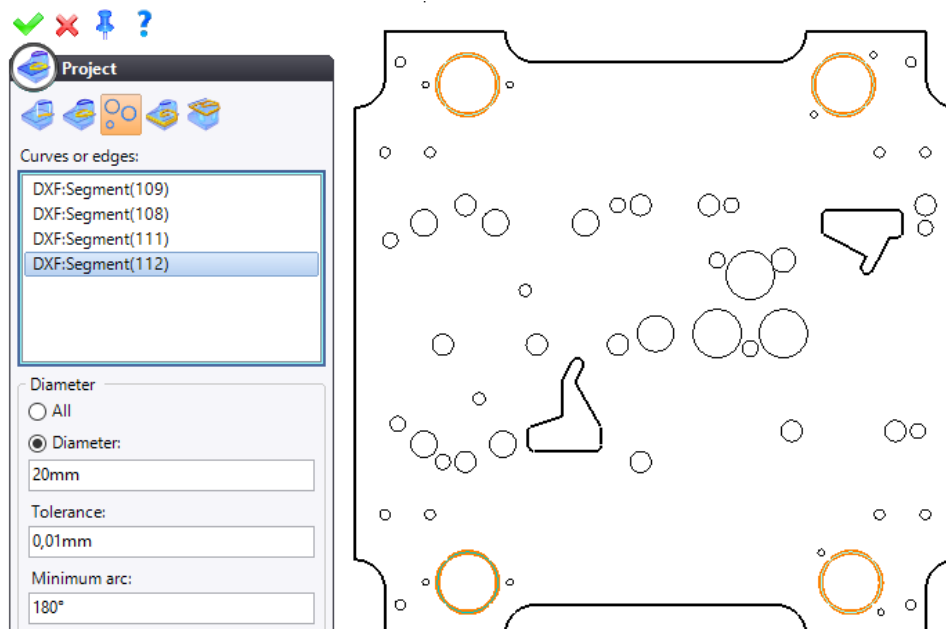 ?
Project
Curves or edges:
DXF:Segment(109)
DXF:Segment(108)
DXF:Segment(111)
DXF:Segment(112)
Diameter
All
Diameter:
20mm
Tolerance:
0,01mm
Minimum arc:
180°